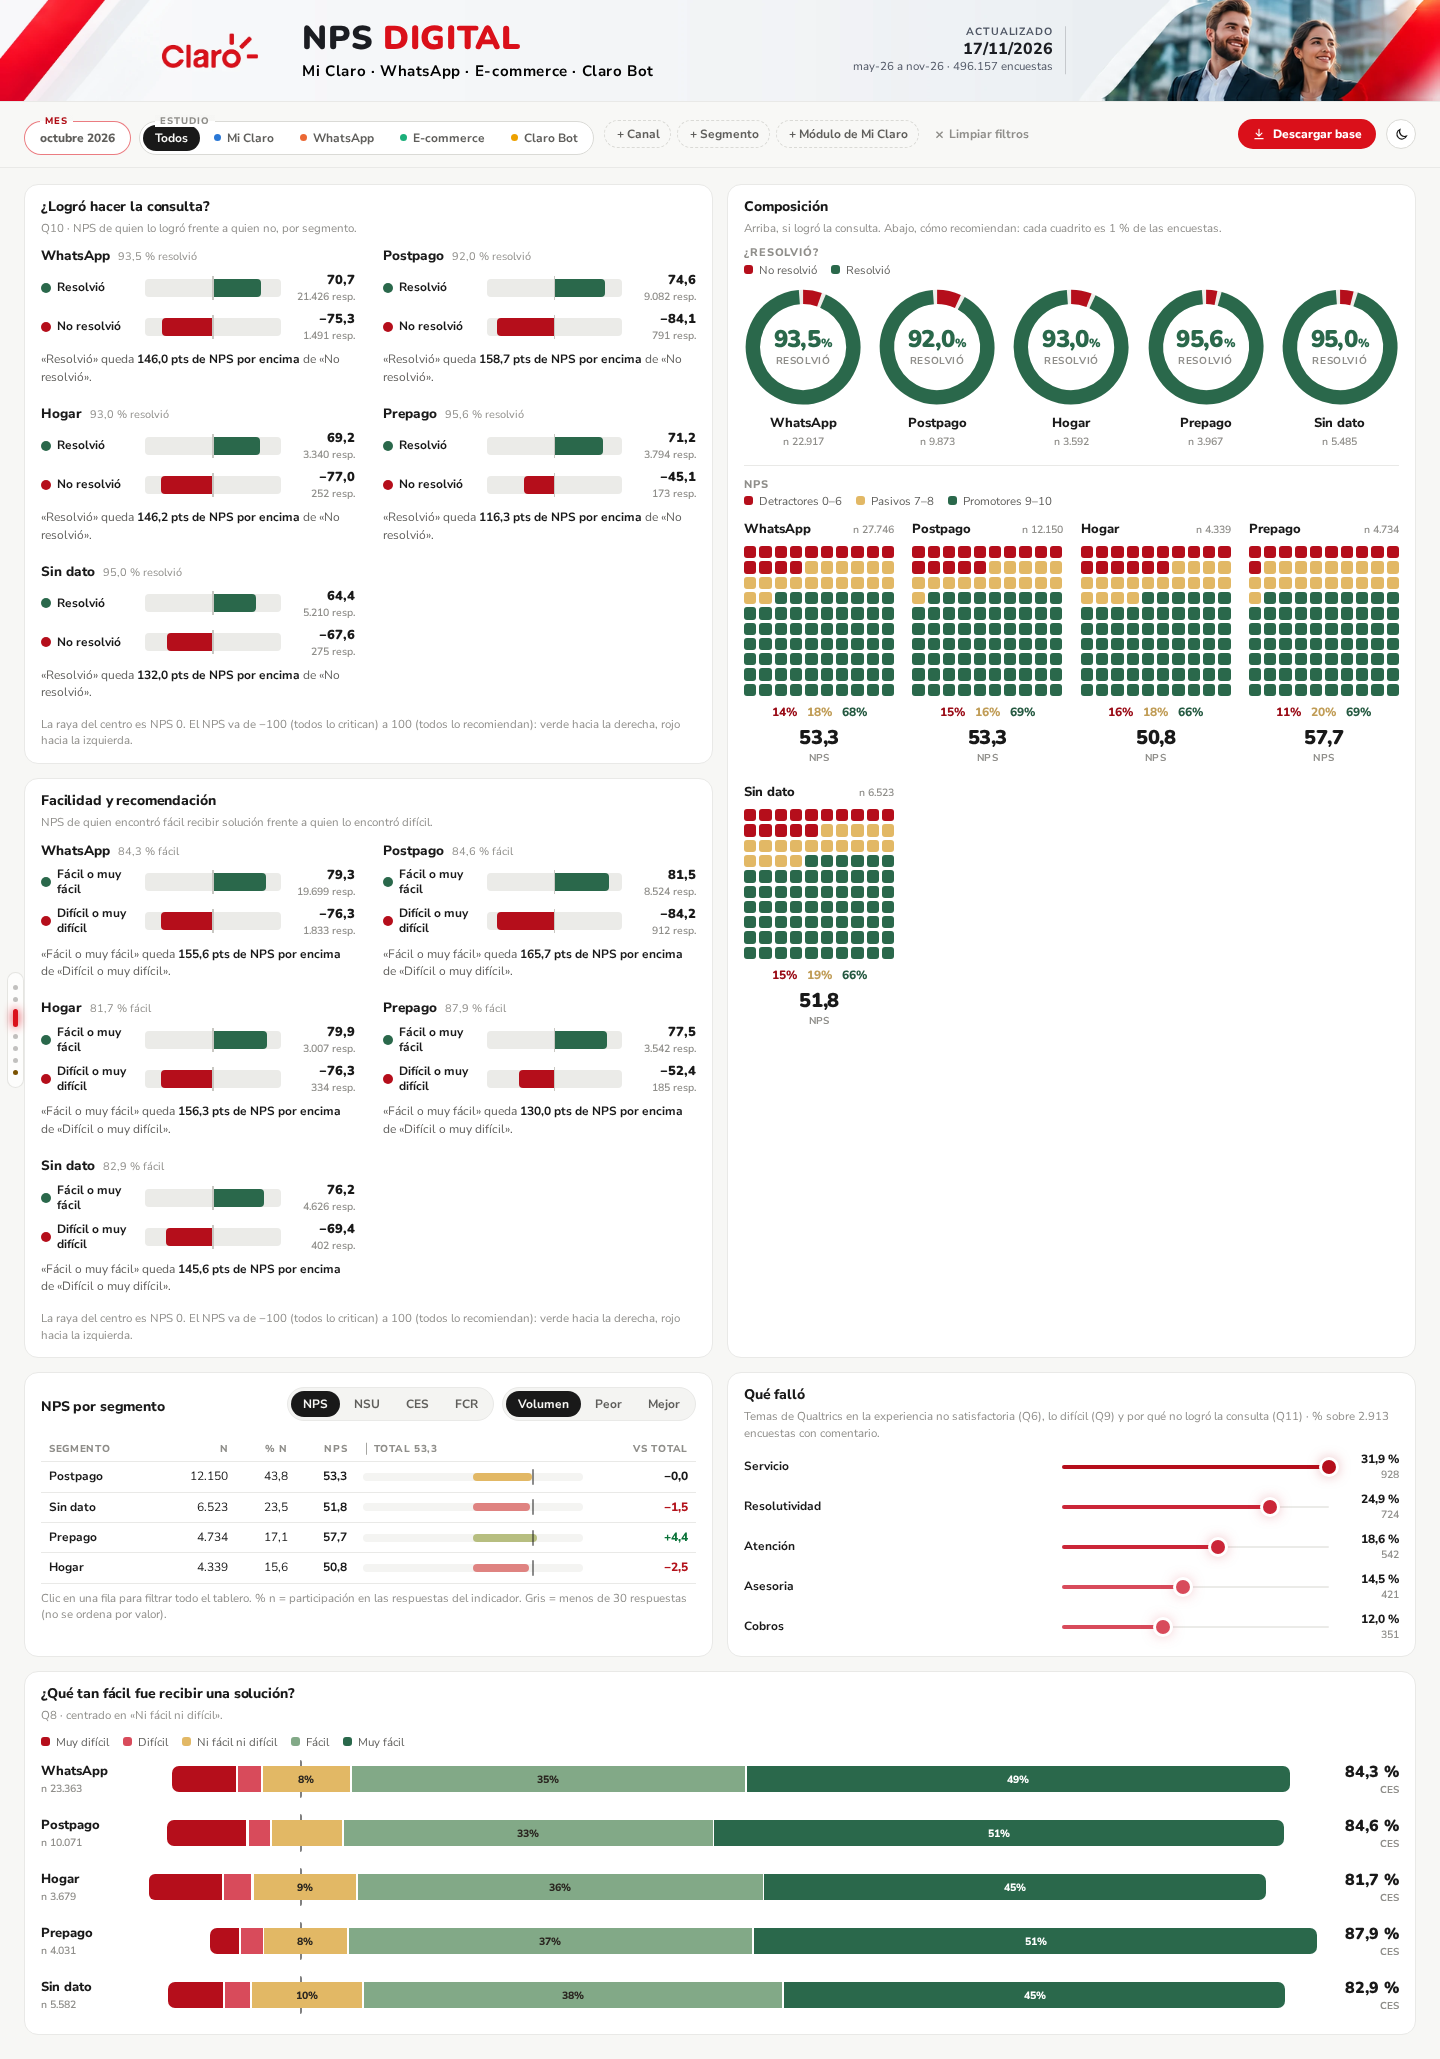 Claro
NPS DIGITAL
Mi Claro · WhatsApp · E-commerce · Claro Bot
ACTUALIZADO
17/11/2026
may-26 a nov-26 · 496.157 encuestas
MES
octubre 2026
ESTUDIO
Todos Mi Claro WhatsApp E-commerce Claro Bot
+ Canal + Segmento + Módulo de Mi Claro × Limpiar filtros
Descargar base
¿Logró hacer la consulta?
Q10 · NPS de quien lo logró frente a quien no, por segmento.
WhatsApp 93,5 % resolvió
Resolvió 70,7
21.426 resp.
No resolvió −75,3
1.491 resp.
«Resolvió» queda 146,0 pts de NPS por encima de «No
resolvió».
Postpago 92,0 % resolvió
Resolvió 74,6
9.082 resp.
No resolvió −84,1
791 resp.
«Resolvió» queda 158,7 pts de NPS por encima de «No
resolvió».
Hogar 93,0 % resolvió
Resolvió 69,2
3.340 resp.
No resolvió −77,0
252 resp.
«Resolvió» queda 146,2 pts de NPS por encima de «No
resolvió».
Prepago 95,6 % resolvió
Resolvió 71,2
3.794 resp.
No resolvió −45,1
173 resp.
«Resolvió» queda 116,3 pts de NPS por encima de «No
resolvió».
Sin dato 95,0 % resolvió
Resolvió 64,4
5.210 resp.
No resolvió −67,6
275 resp.
«Resolvió» queda 132,0 pts de NPS por encima de «No
resolvió».
La raya del centro es NPS 0. El NPS va de −100 (todos lo critican) a 100 (todos lo recomiendan): verde hacia la derecha, rojo
hacia la izquierda.
Composición
Arriba, si logró la consulta. Abajo, cómo recomiendan: cada cuadrito es 1 % de las encuestas.
¿RESOLVIÓ?
No resolvió Resolvió
93,5% 92,0% 93,0% 95,6% 95,0%
RESOLVIÓ RESOLVIÓ RESOLVIÓ RESOLVIÓ RESOLVIÓ
WhatsApp Postpago Hogar Prepago Sin dato
n 22.917 n 9.873 n 3.592 n 3.967 n 5.485
NPS
Detractores 0–6 Pasivos 7–8 Promotores 9–10
WhatsApp n 27.746 Postpago n 12.150 Hogar n 4.339 Prepago n 4.734
14% 18% 68% 15% 16% 69% 16% 18% 66% 11% 20% 69%
53,3 53,3 50,8 57,7
NPS NPS NPS NPS
Sin dato n 6.523
15% 19% 66%
51,8
NPS
Facilidad y recomendación
NPS de quien encontró fácil recibir solución frente a quien lo encontró difícil.
WhatsApp 84,3 % fácil
Fácil o muy fácil 79,3
19.699 resp.
Difícil o muy difícil −76,3
1.833 resp.
«Fácil o muy fácil» queda 155,6 pts de NPS por encima
de «Difícil o muy difícil».
Postpago 84,6 % fácil
Fácil o muy fácil 81,5
8.524 resp.
Difícil o muy difícil −84,2
912 resp.
«Fácil o muy fácil» queda 165,7 pts de NPS por encima
de «Difícil o muy difícil».
Hogar 81,7 % fácil
Fácil o muy fácil 79,9
3.007 resp.
Difícil o muy difícil −76,3
334 resp.
«Fácil o muy fácil» queda 156,3 pts de NPS por encima
de «Difícil o muy difícil».
Prepago 87,9 % fácil
Fácil o muy fácil 77,5
3.542 resp.
Difícil o muy difícil −52,4
185 resp.
«Fácil o muy fácil» queda 130,0 pts de NPS por encima
de «Difícil o muy difícil».
Sin dato 82,9 % fácil
Fácil o muy fácil 76,2
4.626 resp.
Difícil o muy difícil −69,4
402 resp.
«Fácil o muy fácil» queda 145,6 pts de NPS por encima
de «Difícil o muy difícil».
La raya del centro es NPS 0. El NPS va de −100 (todos lo critican) a 100 (todos lo recomiendan): verde hacia la derecha, rojo
hacia la izquierda.
NPS por segmento
NPS NSU CES FCR Volumen Peor Mejor
SEGMENTO N % N NPS TOTAL 53,3 VS TOTAL
Postpago 12.150 43,8 53,3 −0,0
Sin dato 6.523 23,5 51,8 −1,5
Prepago 4.734 17,1 57,7 +4,4
Hogar 4.339 15,6 50,8 −2,5
Clic en una fila para filtrar todo el tablero. % n = participación en las respuestas del indicador. Gris = menos de 30 respuestas
(no se ordena por valor).
Qué falló
Temas de Qualtrics en la experiencia no satisfactoria (Q6), lo difícil (Q9) y por qué no logró la consulta (Q11) · % sobre 2.913
encuestas con comentario.
Servicio 31,9 %
928
Resolutividad 24,9 %
724
Atención 18,6 %
542
Asesoria 14,5 %
421
Cobros 12,0 %
351
¿Qué tan fácil fue recibir una solución?
Q8 · centrado en «Ni fácil ni difícil».
Muy difícil Difícil Ni fácil ni difícil Fácil Muy fácil
WhatsApp 8% 35% 49% 84,3 %
n 23.363 CES
Postpago 33% 51% 84,6 %
n 10.071 CES
Hogar 9% 36% 45% 81,7 %
n 3.679 CES
Prepago 8% 37% 51% 87,9 %
n 4.031 CES
Sin dato 10% 38% 45% 82,9 %
n 5.582 CES